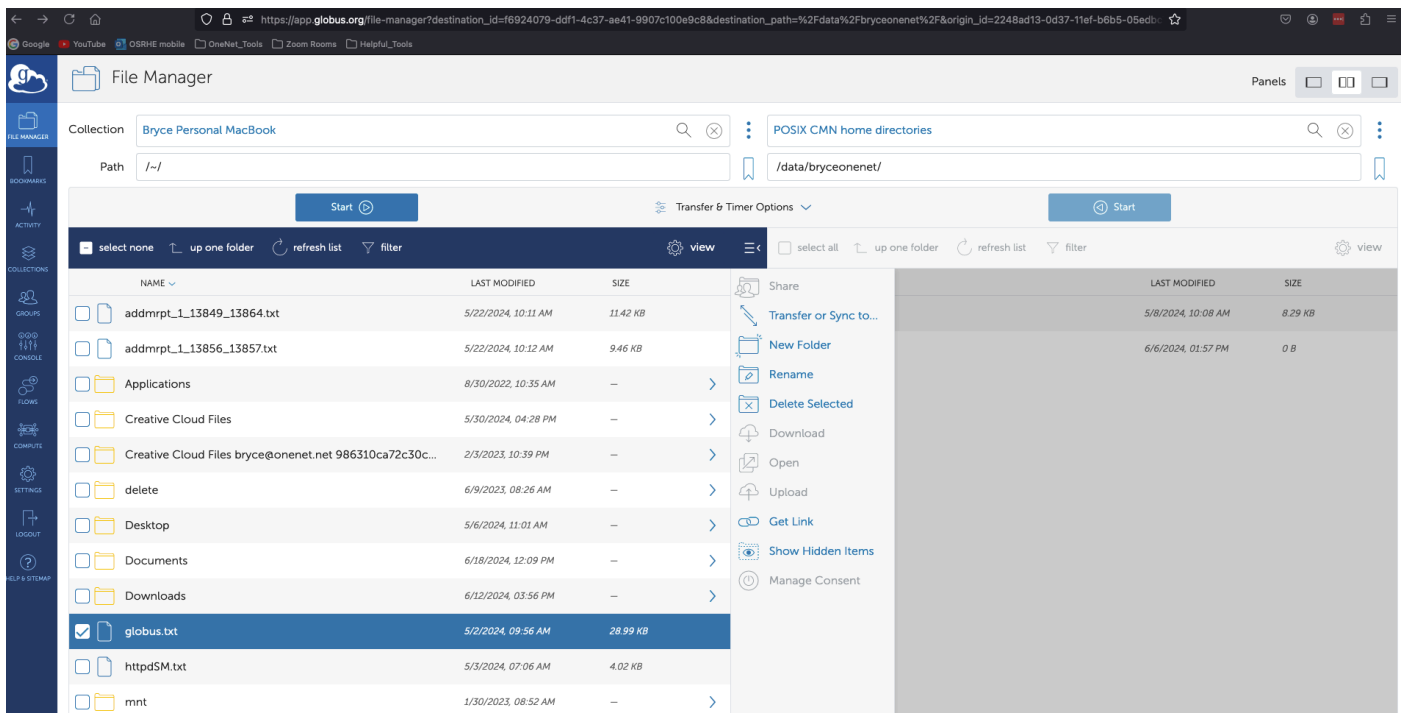 https://app.globus.org/file-manager?destination_id=f6924079-ddf1-4c37-ae41-9907c100e9c8&destination_path=%2Fdata%2Fbryceonenet%2F&origin_id=2248ad13-0d37-11ef-b6b5-05edbc
Google YouTube OSRHE mobile OneNet_Tools Zoom Rooms Helpful_Tools
g
File Manager
Panels
FILE MANAGER
BOOKMARKS
ACTIVITY
COLLECTIONS
GROUPS
CONSOLE
FLOWS
COMPUTE
SETTINGS
LOGOUT
HELP & SITEMAP
Collection Bryce Personal MacBook
POSIX CMN home directories
Path /~/
/data/bryceonenet/
Start Transfer & Timer Options Start
select none up one folder refresh list filter view
select all up one folder refresh list filter view
NAME LAST MODIFIED SIZE
addmrpt_1_13849_13864.txt 5/22/2024, 10:11 AM 11.42 KB
addmrpt_1_13856_13857.txt 5/22/2024, 10:12 AM 9.46 KB
Applications 8/30/2022, 10:35 AM –
Creative Cloud Files 5/30/2024, 04:28 PM –
Creative Cloud Files bryce@onenet.net 986310ca72c30c... 2/3/2023, 10:39 PM –
delete 6/9/2023, 08:26 AM –
Desktop 5/6/2024, 11:01 AM –
Documents 6/18/2024, 12:09 PM –
Downloads 6/12/2024, 03:56 PM –
globus.txt 5/2/2024, 09:56 AM 28.99 KB
httpdSM.txt 5/3/2024, 07:06 AM 4.02 KB
mnt 1/30/2023, 08:52 AM –
Share
Transfer or Sync to...
New Folder
Rename
Delete Selected
Download
Open
Upload
Get Link
Show Hidden Items
Manage Consent
LAST MODIFIED SIZE
5/8/2024, 10:08 AM 8.29 KB
6/6/2024, 01:57 PM 0 B